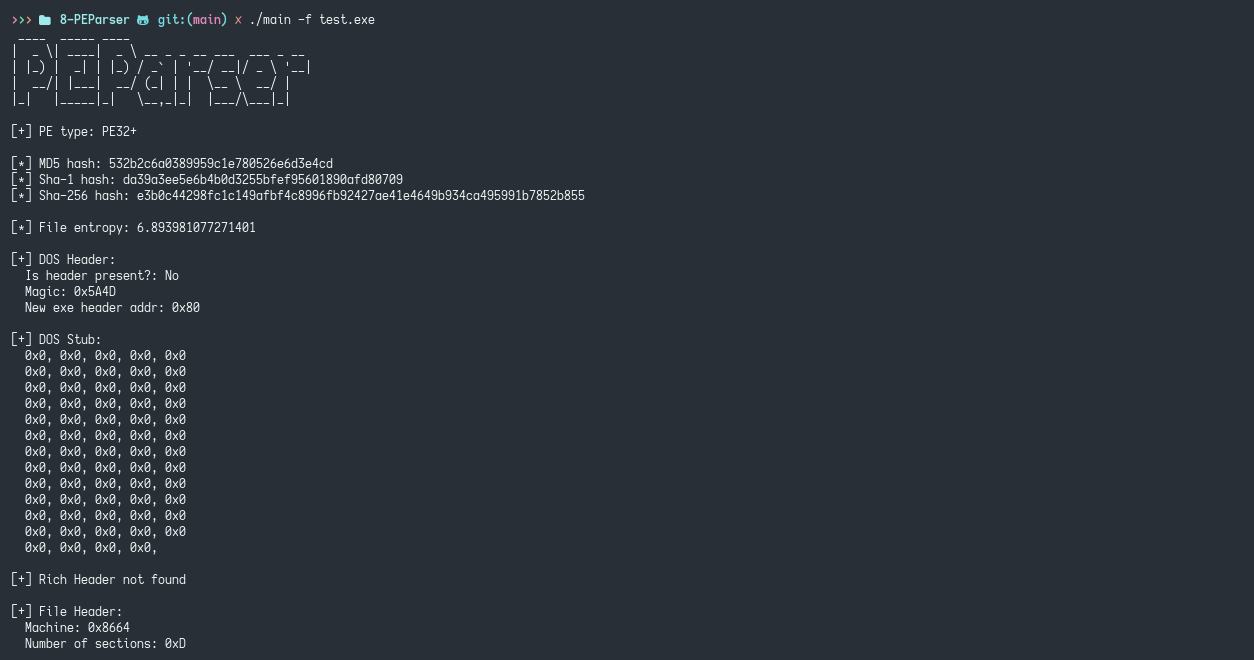 ››› 8-PEParser git:(main) ✗ ./main -f test.exe
 ____  _____ ____
|  _ \| ____|  _ \ __ _ _ __ ___  ___ _ __
| |_) |  _| | |_) / _` | '__/ __|/ _ \ '__|
|  __/| |___|  __/ (_| | |  \__ \  __/ |
|_|   |_____|_|   \__,_|_|  |___/\___|_|
[+] PE type: PE32+
[*] MD5 hash: 532b2c6a0389959c1e780526e6d3e4cd
[*] Sha-1 hash: da39a3ee5e6b4b0d3255bfef95601890afd80709
[*] Sha-256 hash: e3b0c44298fc1c149afbf4c8996fb92427ae41e4649b934ca495991b7852b855
[*] File entropy: 6.893981077271401
[+] DOS Header:
  Is header present?: No
  Magic: 0x5A4D
  New exe header addr: 0x80
[+] DOS Stub:
  0x0, 0x0, 0x0, 0x0, 0x0
  0x0, 0x0, 0x0, 0x0, 0x0
  0x0, 0x0, 0x0, 0x0, 0x0
  0x0, 0x0, 0x0, 0x0, 0x0
  0x0, 0x0, 0x0, 0x0, 0x0
  0x0, 0x0, 0x0, 0x0, 0x0
  0x0, 0x0, 0x0, 0x0, 0x0
  0x0, 0x0, 0x0, 0x0, 0x0
  0x0, 0x0, 0x0, 0x0, 0x0
  0x0, 0x0, 0x0, 0x0, 0x0
  0x0, 0x0, 0x0, 0x0, 0x0
  0x0, 0x0, 0x0, 0x0, 0x0
  0x0, 0x0, 0x0, 0x0,
[+] Rich Header not found
[+] File Header:
  Machine: 0x8664
  Number of sections: 0xD